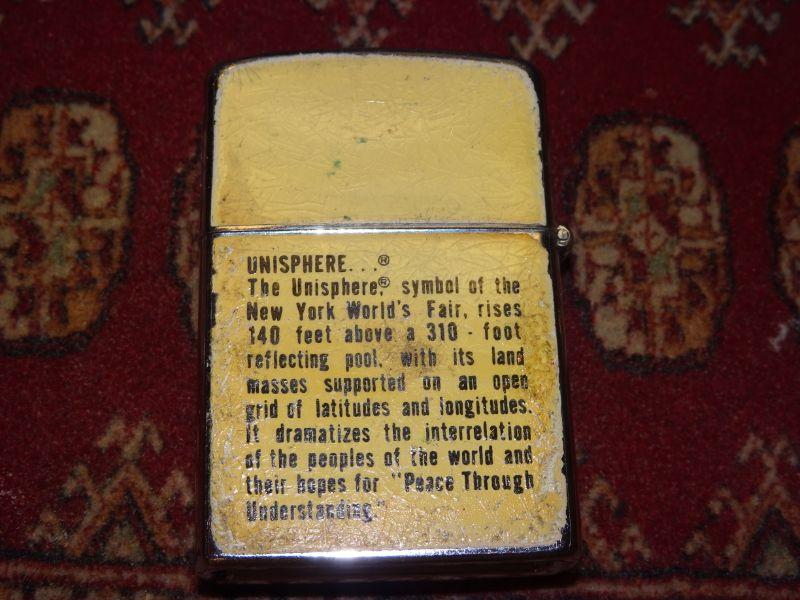 UNISPHERE...®
The Unisphere,® symbol of the
New York World's Fair, rises
140 feet above a 310 - foot
reflecting pool, with its land
masses supported on an open
grid of latitudes and longitudes.
It dramatizes the interrelation
of the peoples of the world and
their hopes for "Peace Through
Understanding."